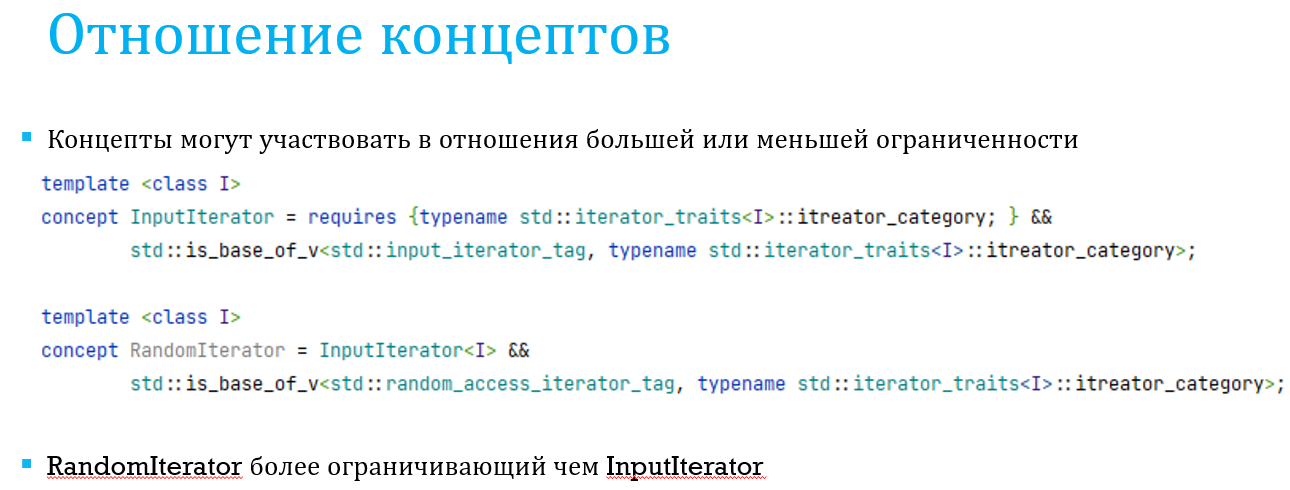 Отношение концептов
Концепты могут участвовать в отношения большей или меньшей ограниченности
template <class I>
concept InputIterator = requires {typename std::iterator_traits<I>::itreator_category; } &&
std::is_base_of_v<std::input_iterator_tag, typename std::iterator_traits<I>::itreator_category>;
template <class I>
concept RandomIterator = InputIterator<I> &&
std::is_base_of_v<std::random_access_iterator_tag, typename std::iterator_traits<I>::itreator_category>;
RandomIterator более ограничивающий чем InputIterator